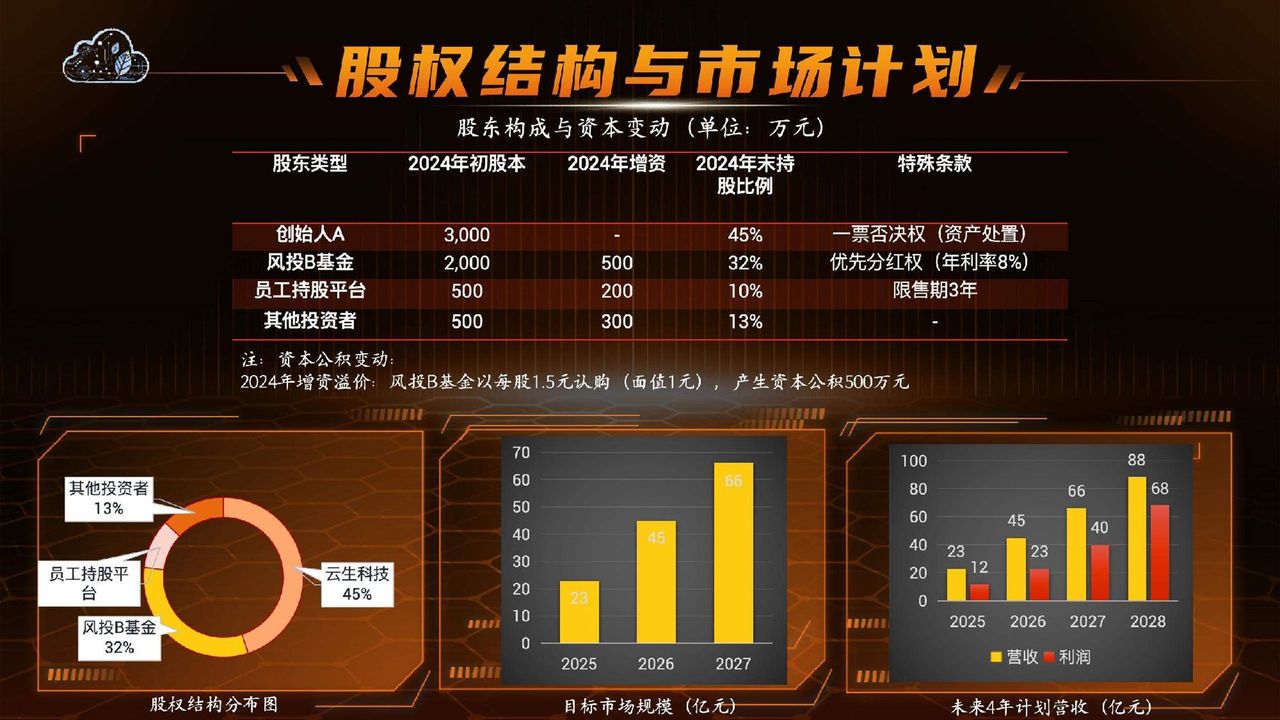 股权结构与市场计划
股东构成与资本变动（单位：万元）
股东类型 2024年初股本 2024年增资 2024年末持股比例 特殊条款
创始人A 3,000 - 45% 一票否决权（资产处置）
风投B基金 2,000 500 32% 优先分红权（年利率8%）
员工持股平台 500 200 10% 限售期3年
其他投资者 500 300 13% -
注：资本公积变动：
2024年增资溢价：风投B基金以每股1.5元认购（面值1元），产生资本公积500万元
其他投资者
13%
员工持股平
台
风投B基金
32%
云生科技
45%
股权结构分布图
70
60
50
40
30
20
10
0
23
45
66
2025 2026 2027
目标市场规模（亿元）
100
80
60
40
20
0
23 12 45 23 66 40 88 68
2025 2026 2027 2028
营收 利润
未来4年计划营收（亿元）